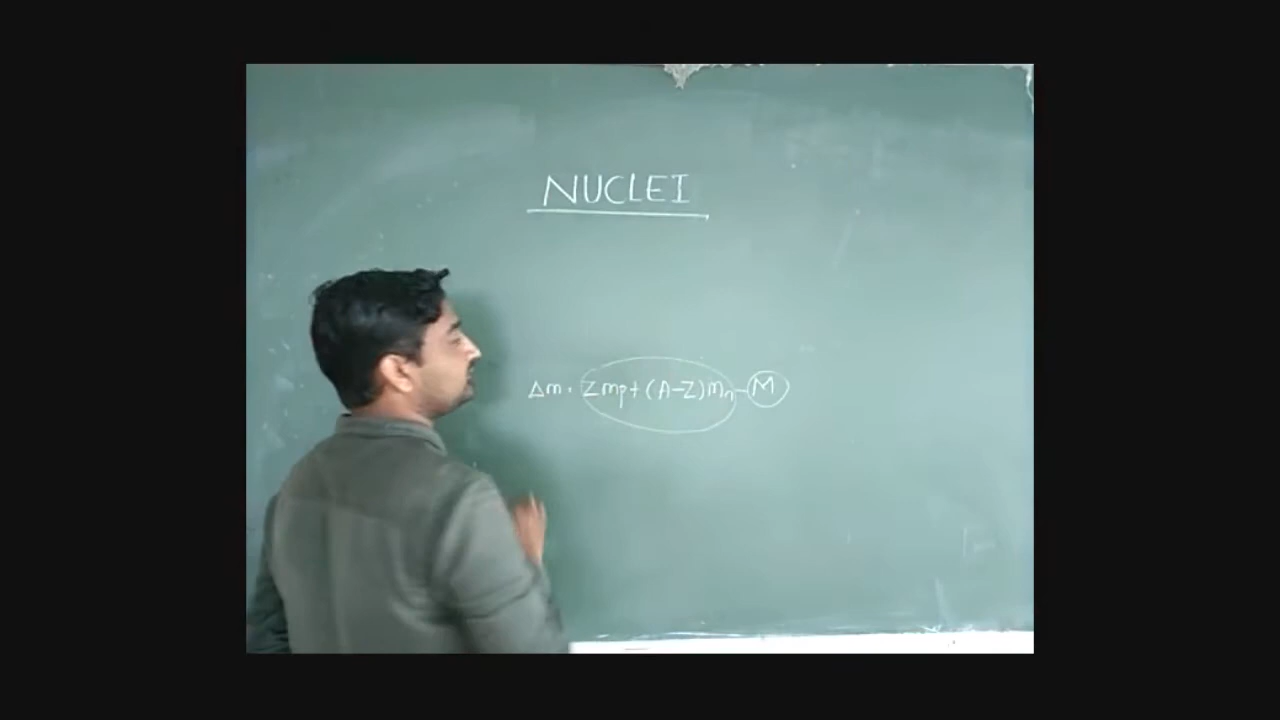 NUCLEI
Δm = Zmp + (A-Z)mn - M